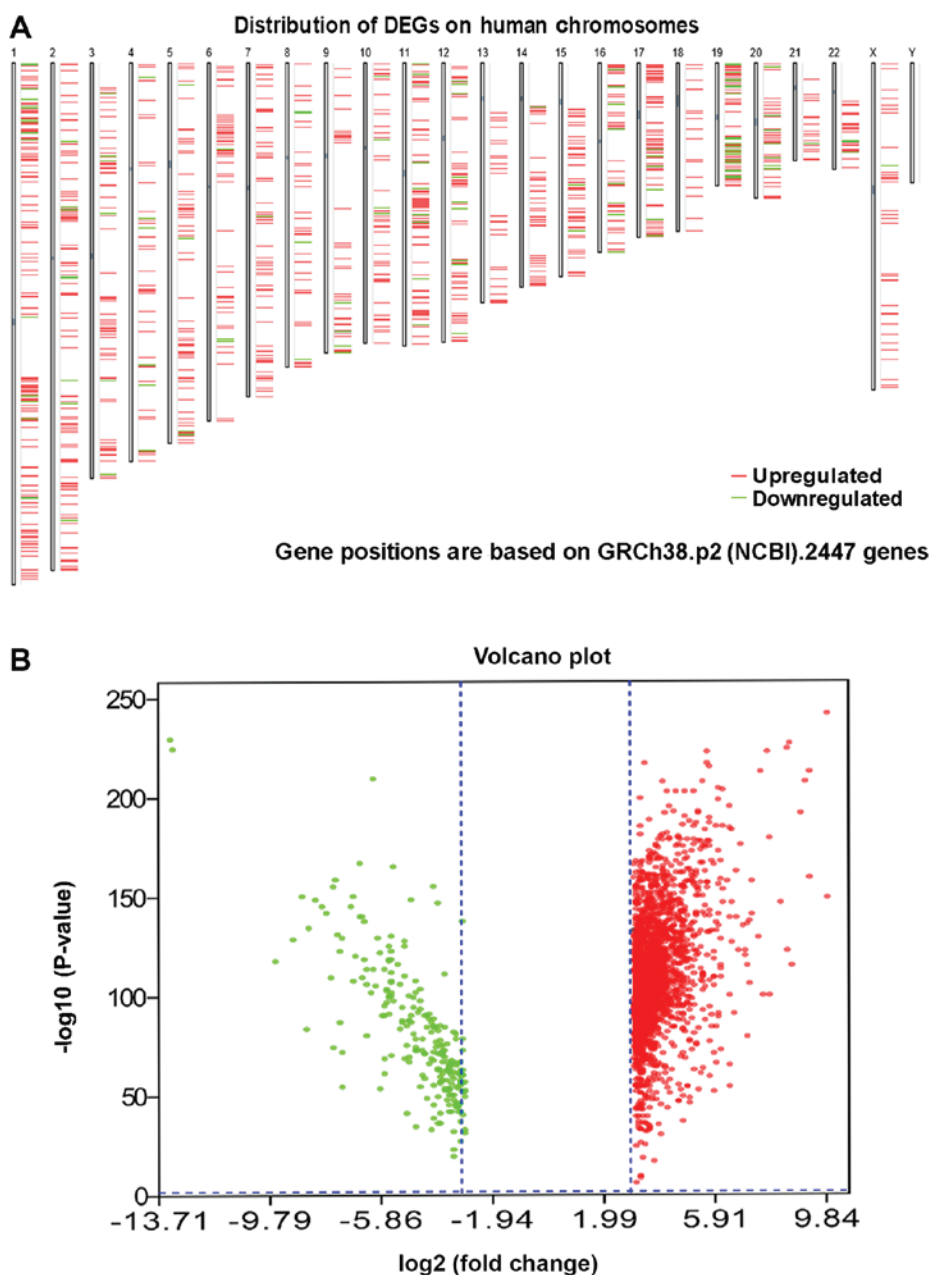 A
Distribution of DEGs on human chromosomes
1 2 3 4 5 6 7 8 9 10 11 12 13 14 15 16 17 18 19 20 21 22 X Y
Upregulated
Downregulated
Gene positions are based on GRCh38.p2 (NCBI).2447 genes
B
Volcano plot
250
200
150
100
50
0
-log10 (P-value)
-13.71 -9.79 -5.86 -1.94 1.99 5.91 9.84
log2 (fold change)